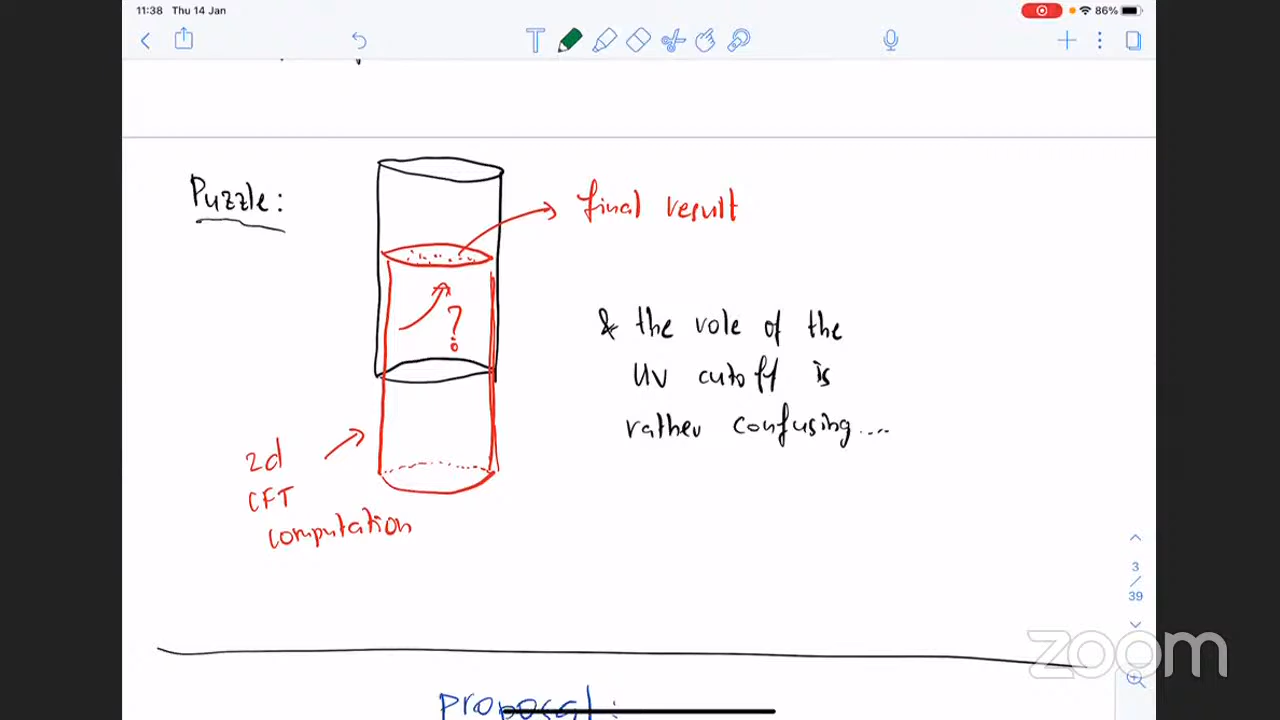 11:38 Thu 14 Jan
86%
Puzzle:
final result
?
& the role of the
UV cutoff is
rather confusing....
2d
CFT
computation
3
/
39
zoom
proposal: